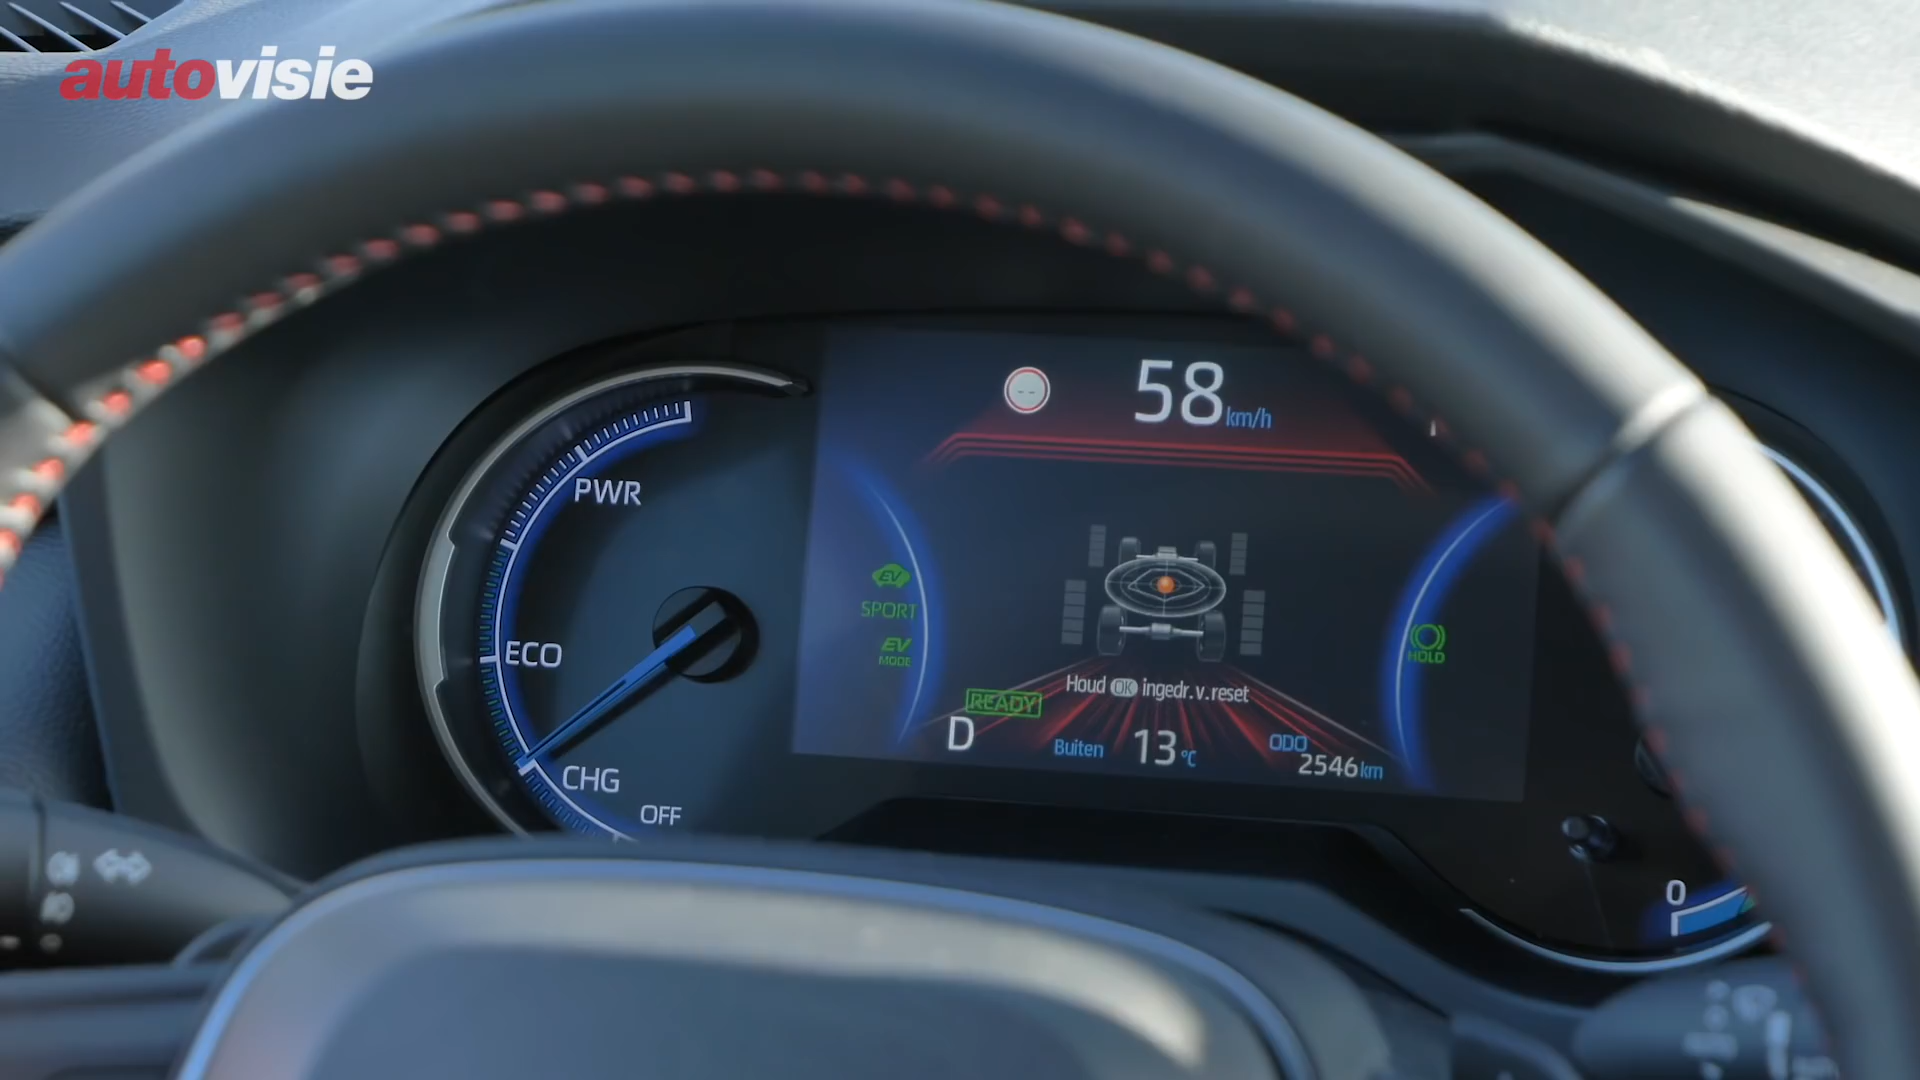 autovisie
58 km/h
--
PWR
EV
SPORT
ECO
EV
MODE
HOLD
Houd OK ingedr. v. reset
READY
D
Buiten 13 °C
ODO
2546 km
CHG
OFF
0